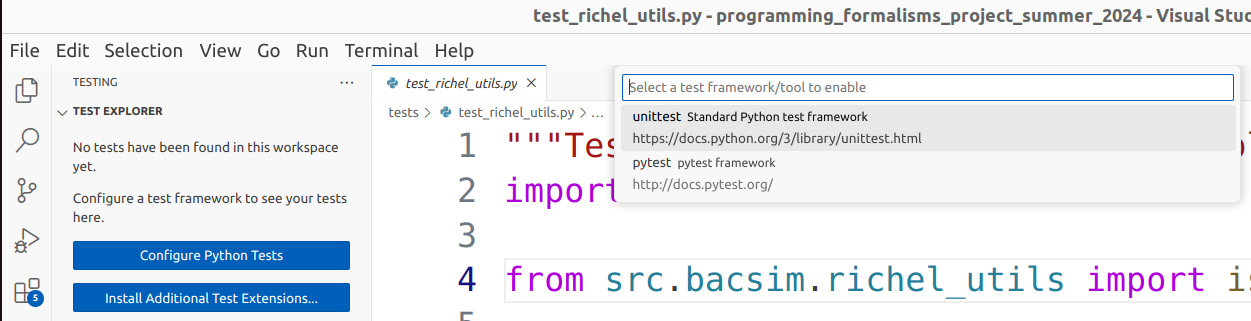 test_richel_utils.py - programming_formalisms_project_summer_2024 - Visual Stud
File Edit Selection View Go Run Terminal Help
TESTING ...
TEST EXPLORER
No tests have been found in this workspace
yet.
Configure a test framework to see your tests
here.
Configure Python Tests
Install Additional Test Extensions...
5
test_richel_utils.py ×
tests > test_richel_utils.py > ...
Select a test framework/tool to enable
unittest Standard Python test framework
https://docs.python.org/3/library/unittest.html
pytest pytest framework
http://docs.pytest.org/
1 """Tes
2 import
3
4 from src.bacsim.richel_utils import is